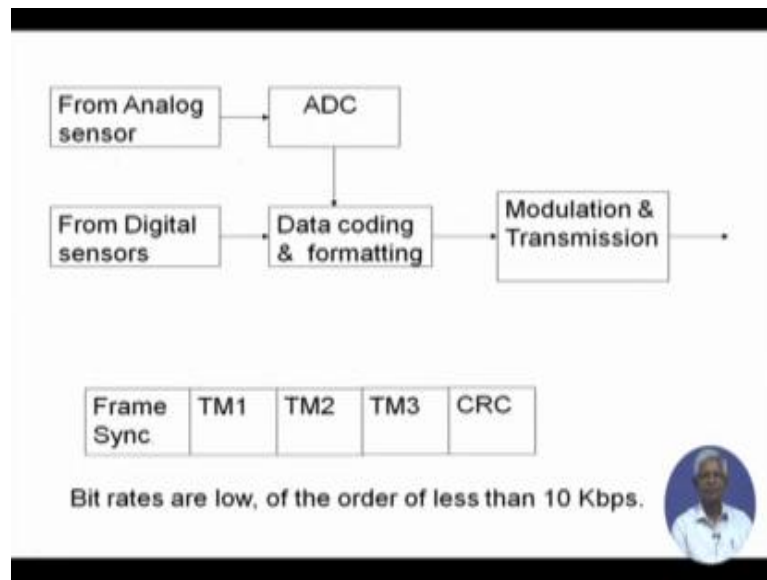 From Analog
sensor
ADC
From Digital
sensors
Data coding
& formatting
Modulation &
Transmission
Frame
Sync
TM1
TM2
TM3
CRC
Bit rates are low, of the order of less than 10 Kbps.